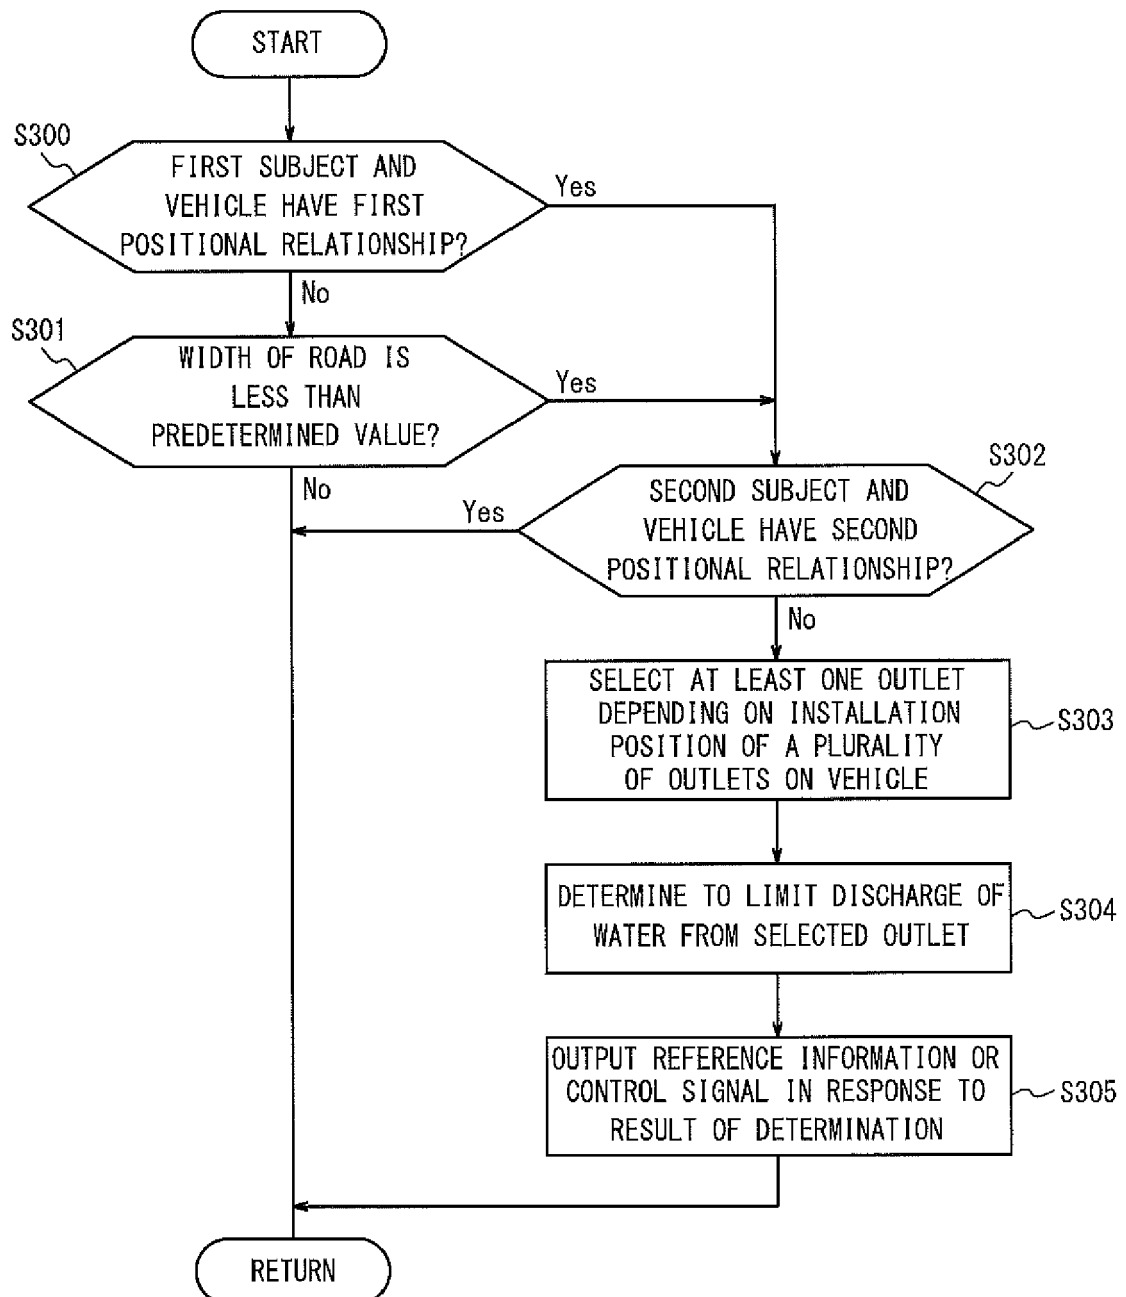 START
S300
FIRST SUBJECT AND
VEHICLE HAVE FIRST
POSITIONAL RELATIONSHIP?
Yes
No
S301
WIDTH OF ROAD IS
LESS THAN
PREDETERMINED VALUE?
Yes
No
S302
SECOND SUBJECT AND
VEHICLE HAVE SECOND
POSITIONAL RELATIONSHIP?
Yes
No
SELECT AT LEAST ONE OUTLET
DEPENDING ON INSTALLATION
POSITION OF A PLURALITY
OF OUTLETS ON VEHICLE
S303
DETERMINE TO LIMIT DISCHARGE OF
WATER FROM SELECTED OUTLET
S304
OUTPUT REFERENCE INFORMATION OR
CONTROL SIGNAL IN RESPONSE TO
RESULT OF DETERMINATION
S305
RETURN